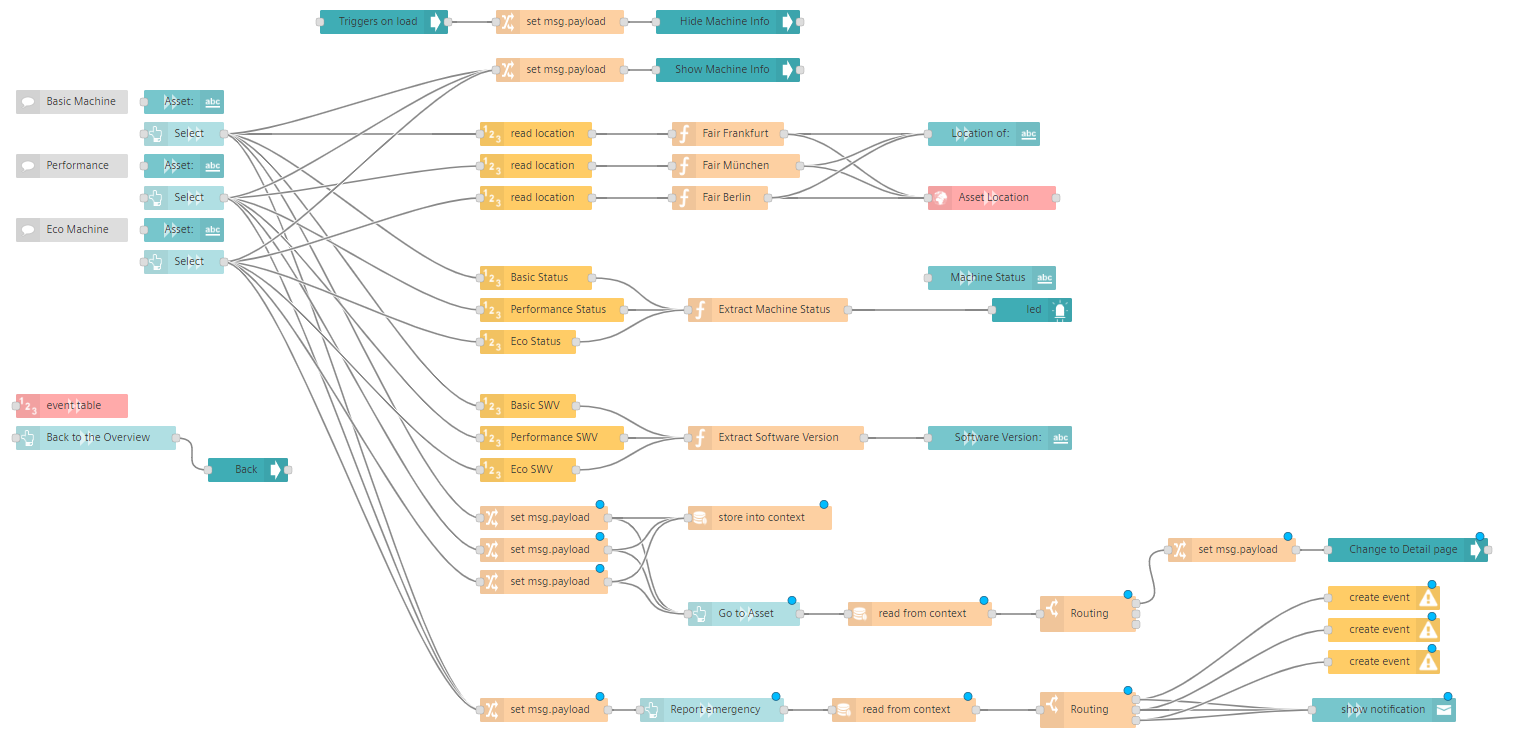 Triggers on load set msg.payload Hide Machine Info
set msg.payload Show Machine Info
Basic Machine Asset: abc
Select read location Fair Frankfurt Location of: abc
Performance Asset: abc read location Fair München
Select read location Fair Berlin Asset Location
Eco Machine Asset: abc
Select
Basic Status Machine Status abc
Performance Status Extract Machine Status led
Eco Status
event table Basic SWV
Back to the Overview Performance SWV Extract Software Version Software Version: abc
Back Eco SWV
set msg.payload store into context
set msg.payload set msg.payload Change to Detail page
set msg.payload
create event
Go to Asset read from context Routing
create event
create event
set msg.payload Report emergency read from context Routing show notification